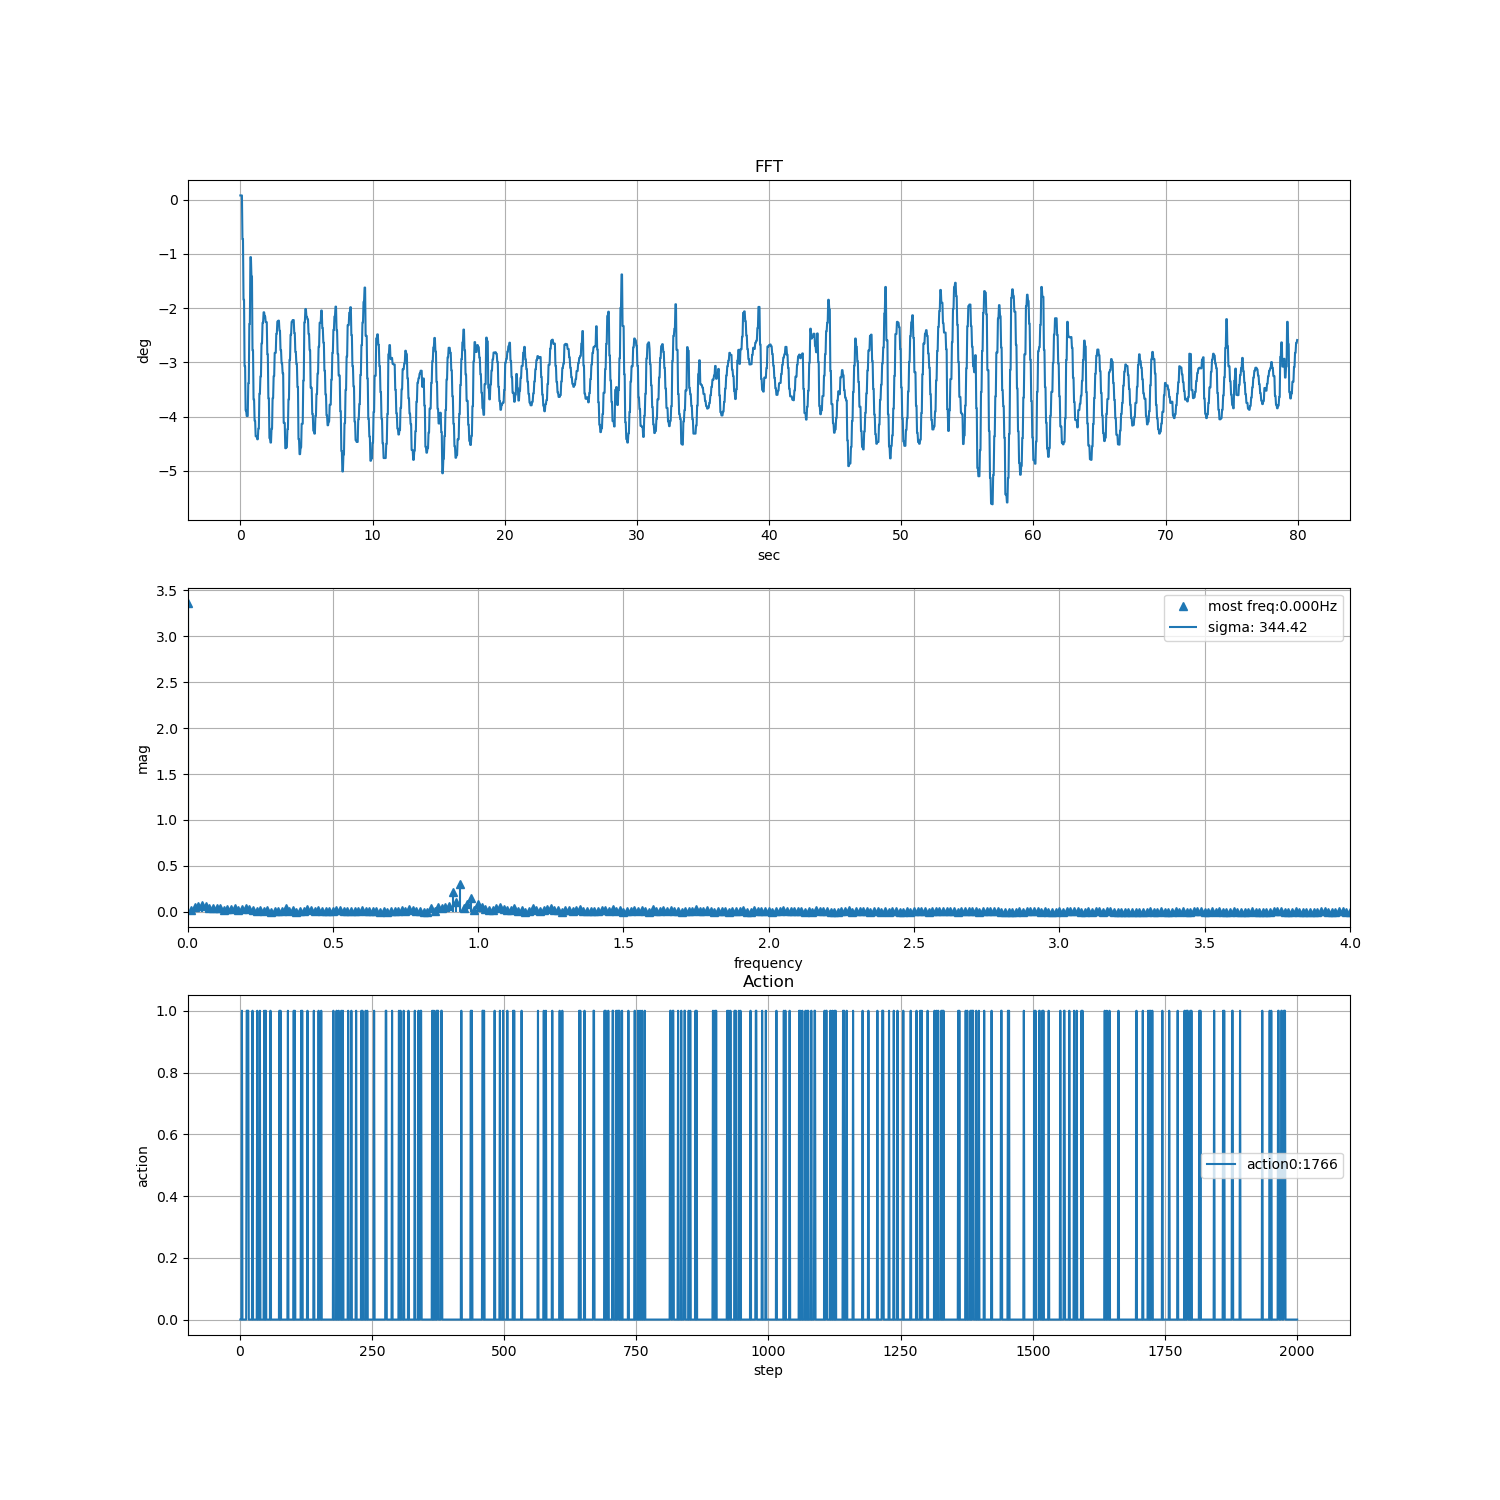 FFT
0
−1
−2
−3
−4
−5
deg
0 10 20 30 40 50 60 70 80
sec
3.5
3.0
2.5
2.0
1.5
1.0
0.5
0.0
mag
most freq:0.000Hz
sigma: 344.42
0.0 0.5 1.0 1.5 2.0 2.5 3.0 3.5 4.0
frequency
Action
1.0
0.8
0.6
0.4
0.2
0.0
action
action0:1766
0 250 500 750 1000 1250 1500 1750 2000
step